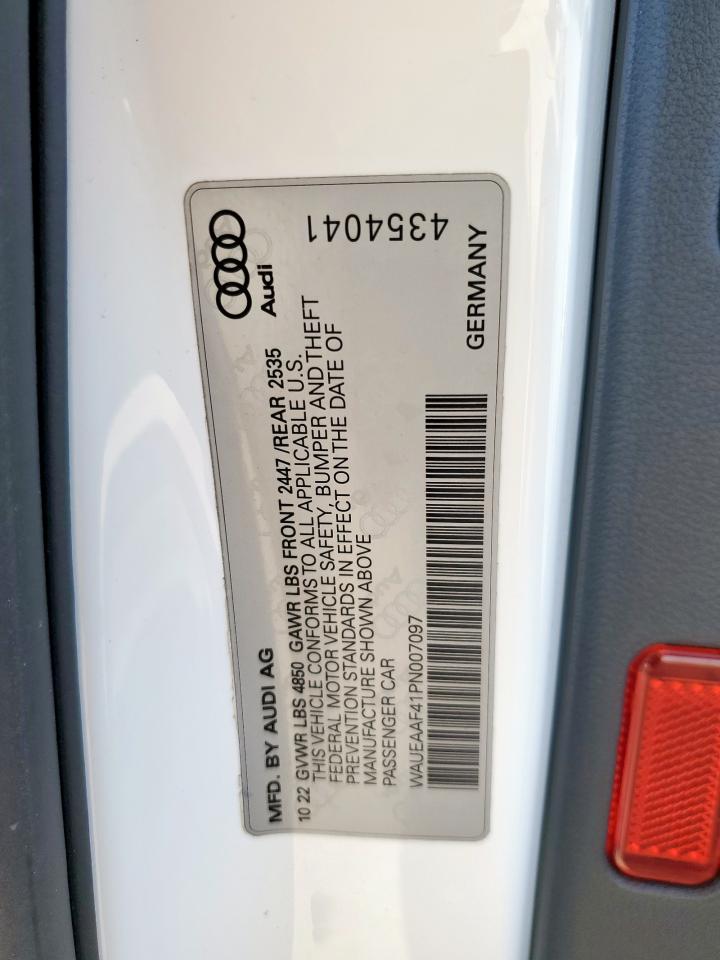 Audi
MFD. BY AUDI AG
10 22 GVWR LBS 4850 GAWR LBS FRONT 2447/REAR 2535
THIS VEHICLE CONFORMS TO ALL APPLICABLE U.S.
FEDERAL MOTOR VEHICLE SAFETY, BUMPER AND THEFT
PREVENTION STANDARDS IN EFFECT ON THE DATE OF
MANUFACTURE SHOWN ABOVE
PASSENGER CAR
WAUEAAF41PN007097
GERMANY
4354041